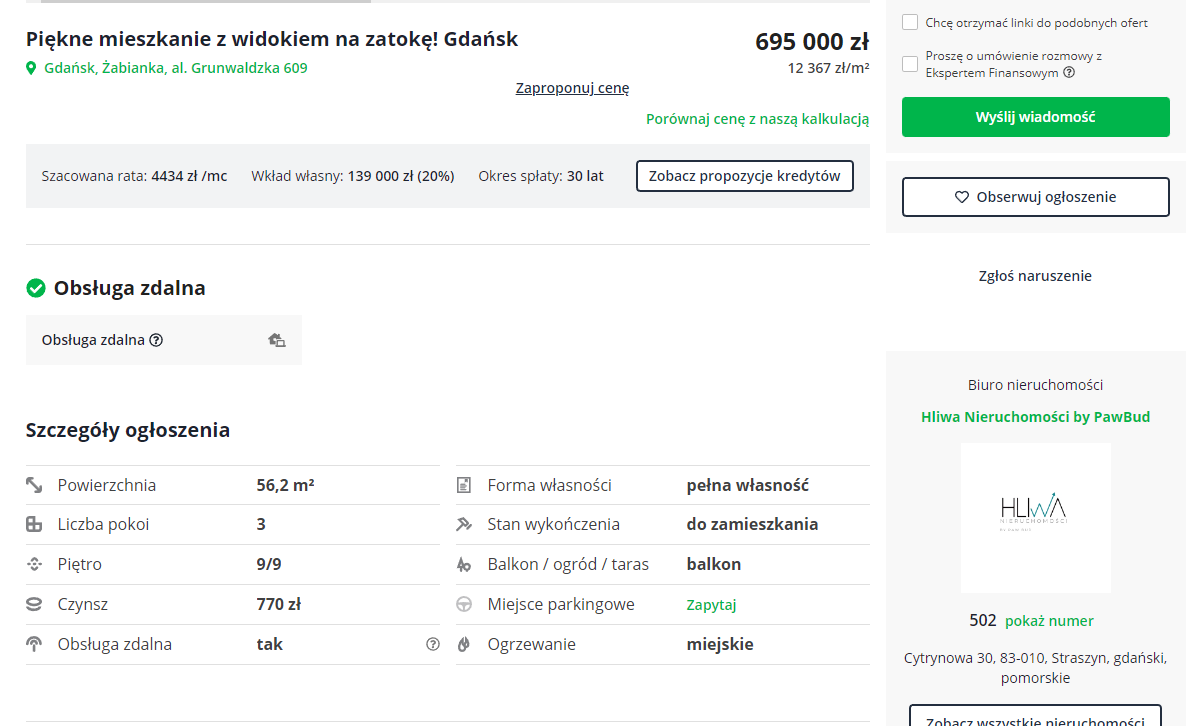 Piękne mieszkanie z widokiem na zatokę! Gdańsk
695 000 zł
Gdańsk, Żabianka, al. Grunwaldzka 609
12 367 zł/m²
Zaproponuj cenę
Porównaj cenę z naszą kalkulacją
Szacowana rata: 4434 zł /mc Wkład własny: 139 000 zł (20%) Okres spłaty: 30 lat Zobacz propozycje kredytów
Obsługa zdalna
Obsługa zdalna
Szczegóły ogłoszenia
Powierzchnia 56,2 m²
Liczba pokoi 3
Piętro 9/9
Czynsz 770 zł
Obsługa zdalna tak
Forma własności pełna własność
Stan wykończenia do zamieszkania
Balkon / ogród / taras balkon
Miejsce parkingowe Zapytaj
Ogrzewanie miejskie
Chcę otrzymać linki do podobnych ofert
Proszę o umówienie rozmowy z
Ekspertem Finansowym
Wyślij wiadomość
Obserwuj ogłoszenie
Zgłoś naruszenie
Biuro nieruchomości
Hliwa Nieruchomości by PawBud
HLIWA
NIERUCHOMOŚCI
502 pokaż numer
Cytrynowa 30, 83-010, Straszyn, gdański,
pomorskie
Zobacz wszystkie nieruchomości